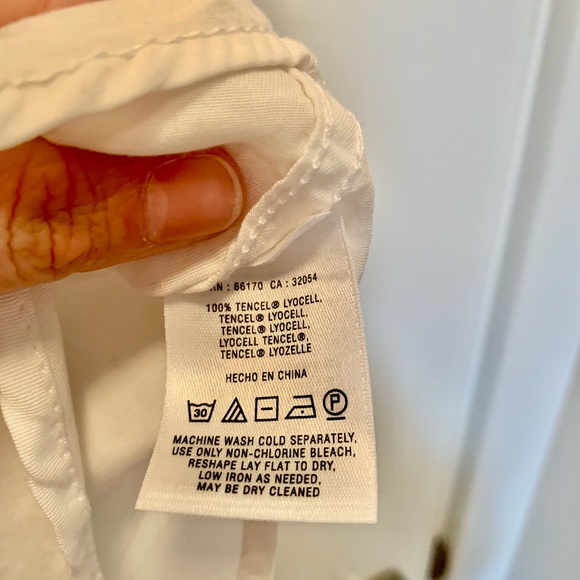 RN : 66170 CA : 32054
100% TENCEL® LYOCELL,
TENCEL® LYOCELL,
TENCEL® LYOCELL,
LYOCELL TENCEL®,
TENCEL® LYOZELLE
HECHO EN CHINA
30 P
MACHINE WASH COLD SEPARATELY,
USE ONLY NON-CHLORINE BLEACH,
RESHAPE LAY FLAT TO DRY,
LOW IRON AS NEEDED,
MAY BE DRY CLEANED